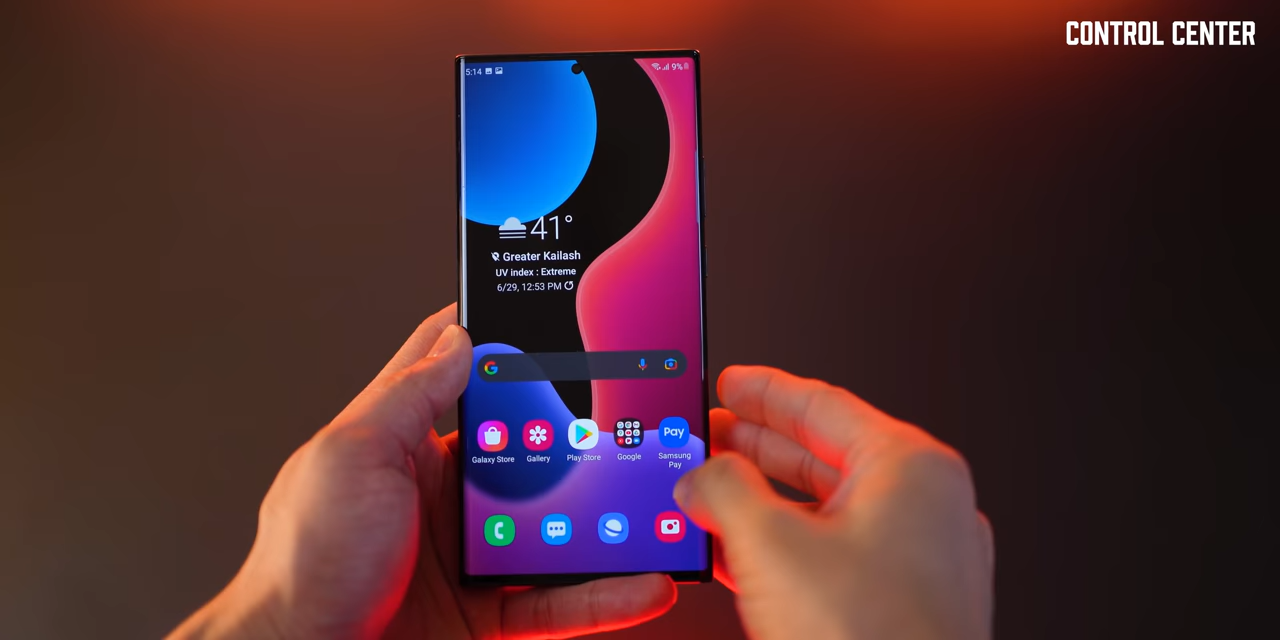 CONTROL CENTER
5:14
9%
41°
Greater Kailash
UV index : Extreme
6/29, 12:53 PM
G
Galaxy Store
Gallery
Play Store
Google
Pay
Samsung
Pay